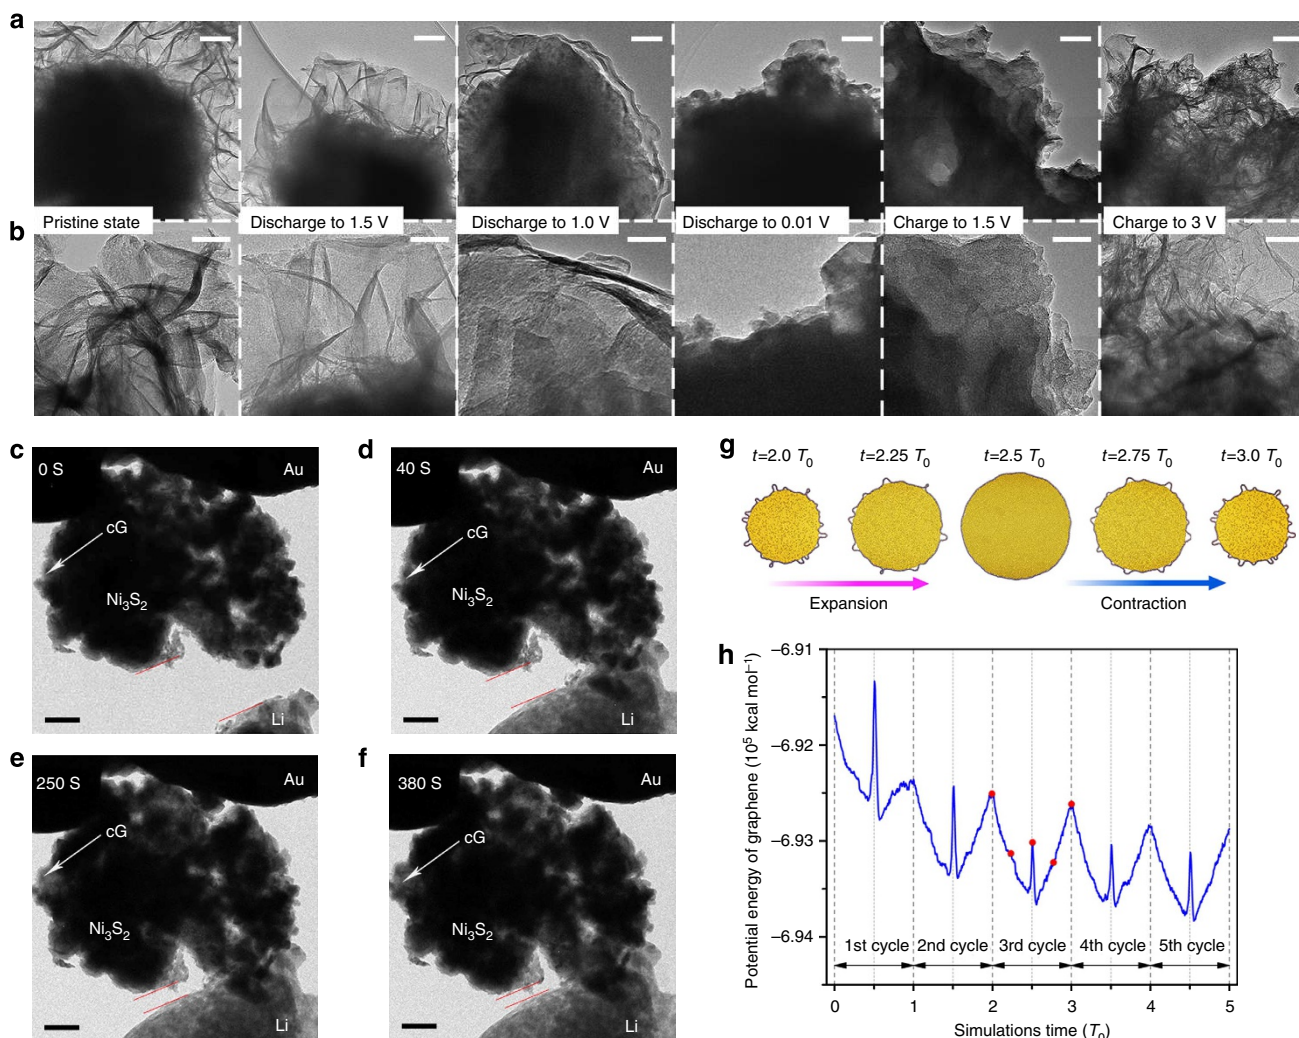 a
Pristine state
Discharge to 1.5 V
Discharge to 1.0 V
Discharge to 0.01 V
Charge to 1.5 V
Charge to 3 V
b
c
0 S
Au
cG
Ni3S2
Li
d
40 S
Au
cG
Ni3S2
Li
e
250 S
Au
cG
Ni3S2
Li
f
380 S
Au
cG
Ni3S2
Li
g
t=2.0 T0
t=2.25 T0
t=2.5 T0
t=2.75 T0
t=3.0 T0
Expansion
Contraction
h
Potential energy of graphene (10⁵ kcal mol⁻¹)
−6.91
−6.92
−6.93
−6.94
1st cycle
2nd cycle
3rd cycle
4th cycle
5th cycle
0 1 2 3 4 5
Simulations time (T0)